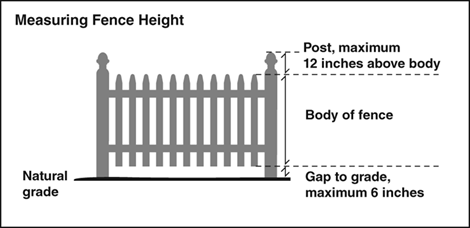 Measuring Fence Height
Post, maximum
12 inches above body
Body of fence
Natural
grade
Gap to grade,
maximum 6 inches